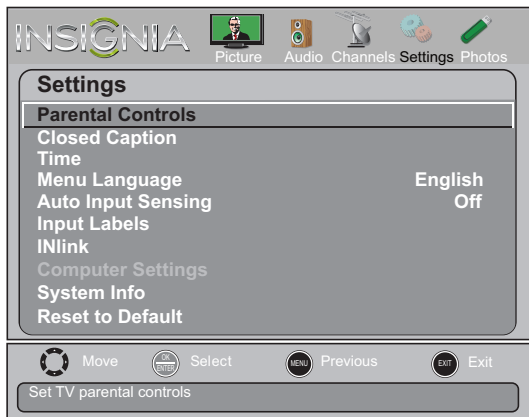 INSIGNIA
Picture Audio Channels Settings Photos
Settings
Parental Controls
Closed Caption
Time
Menu Language English
Auto Input Sensing Off
Input Labels
INlink
Computer Settings
System Info
Reset to Default
Move OK ENTER Select MENU Previous EXIT Exit
Set TV parental controls